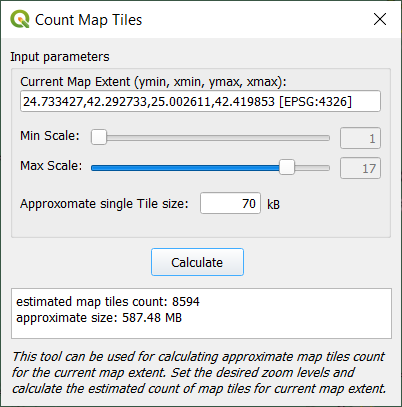 Count Map Tiles
Input parameters
Current Map Extent (ymin, xmin, ymax, xmax):
24.733427,42.292733,25.002611,42.419853 [EPSG:4326]
Min Scale:
1
Max Scale:
17
Approxomate single Tile size:
70
kB
Calculate
estimated map tiles count: 8594
approximate size: 587.48 MB
This tool can be used for calculating approximate map tiles count
for the current map extent. Set the desired zoom levels and
calculate the estimated count of map tiles for current map extent.